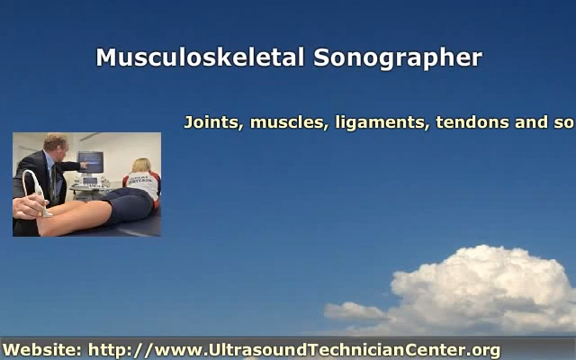 Musculoskeletal Sonographer
Joints, muscles, ligaments, tendons and so
Website: http://www.UltrasoundTechnicianCenter.org